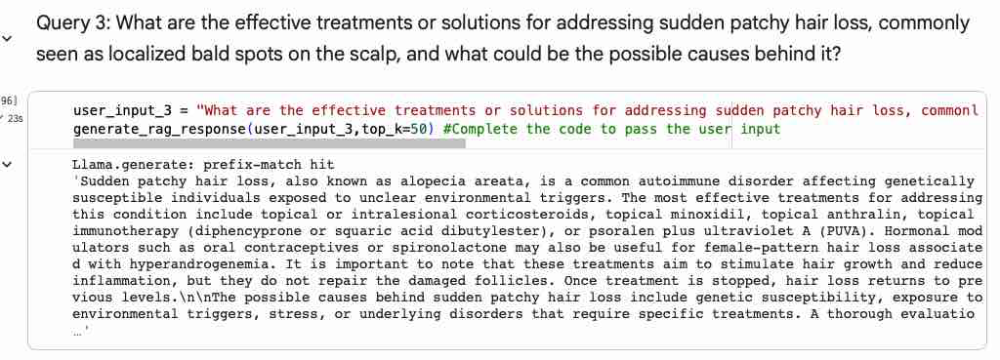 Query 3: What are the effective treatments or solutions for addressing sudden patchy hair loss, commonly
seen as localized bald spots on the scalp, and what could be the possible causes behind it?
96]
23s
user_input_3 = "What are the effective treatments or solutions for addressing sudden patchy hair loss, commonl
generate_rag_response(user_input_3,top_k=50) #Complete the code to pass the user input
Llama.generate: prefix-match hit
'Sudden patchy hair loss, also known as alopecia areata, is a common autoimmune disorder affecting genetically
susceptible individuals exposed to unclear environmental triggers. The most effective treatments for addressing
this condition include topical or intralesional corticosteroids, topical minoxidil, topical anthralin, topical
immunotherapy (diphencyprone or squaric acid dibutylester), or psoralen plus ultraviolet A (PUVA). Hormonal mod
ulators such as oral contraceptives or spironolactone may also be useful for female-pattern hair loss associate
d with hyperandrogenemia. It is important to note that these treatments aim to stimulate hair growth and reduce
inflammation, but they do not repair the damaged follicles. Once treatment is stopped, hair loss returns to pre
vious levels.\n\nThe possible causes behind sudden patchy hair loss include genetic susceptibility, exposure to
environmental triggers, stress, or underlying disorders that require specific treatments. A thorough evaluatio
…'